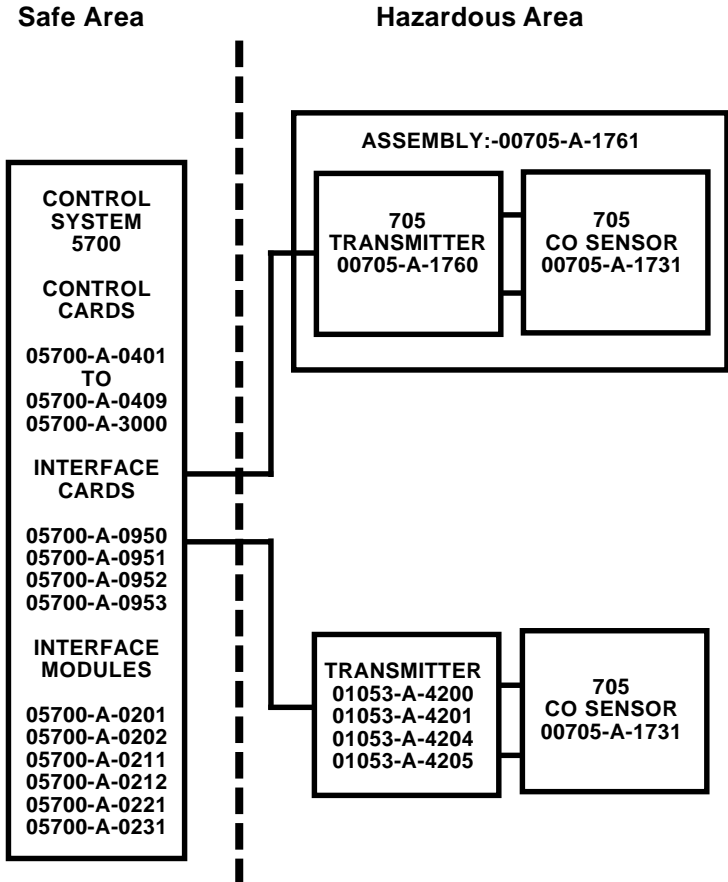 Safe Area
Hazardous Area
CONTROL
SYSTEM
5700
CONTROL
CARDS
05700-A-0401
TO
05700-A-0409
05700-A-3000
INTERFACE
CARDS
05700-A-0950
05700-A-0951
05700-A-0952
05700-A-0953
INTERFACE
MODULES
05700-A-0201
05700-A-0202
05700-A-0211
05700-A-0212
05700-A-0221
05700-A-0231
ASSEMBLY:-00705-A-1761
705
TRANSMITTER
00705-A-1760
705
CO SENSOR
00705-A-1731
TRANSMITTER
01053-A-4200
01053-A-4201
01053-A-4204
01053-A-4205
705
CO SENSOR
00705-A-1731